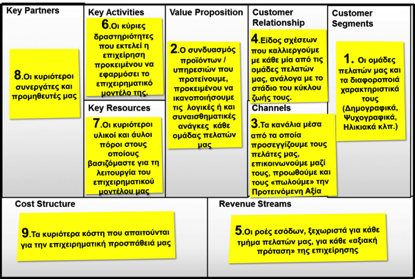 Key Partners
8.Οι κυριότεροι
συνεργάτες και
προμηθευτές μας
Key Activities
6.Οι κύριες
δραστηριότητες
που εκτελεί η
επιχείρηση
προκειμένου να
εφαρμόσει το
επιχειρηματικό
μοντέλο της.
Key Resources
7.Οι κυριότεροι
υλικοί και άυλοι
πόροι στους
οποίους
βασιζόμαστε για τη
λειτουργία του
επιχειρηματικού
μοντέλου μας
Value Proposition
2.Ο συνδυασμός
προϊόντων /
υπηρεσιών που
προτείνουμε,
προκειμένου να
ικανοποιήσουμε
τις λογικές ή και
συναισθηματικές
ανάγκες κάθε
ομάδας πελατών
μας
Customer
Relationship
4.Είδος σχέσεων
που καλλιεργούμε
με κάθε μία από τις
ομάδες πελατών
μας, ανάλογα με το
στάδιο του κύκλου
ζωής τους.
Channels
3.Τα κανάλια μέσα
από τα οποία
προσεγγίζουμε τους
πελάτες μας,
επικοινωνούμε μαζί
τους, προωθούμε και
τους «πωλούμε» την
Προτεινόμενη Αξία
Customer
Segments
1. Οι ομάδες
πελατών μας και
τα διαφοροποιά
χαρακτηριστικά
τους
(Δημογραφικά,
Ψυχογραφικά,
Ηλικιακά κλπ.)
Cost Structure
9.Τα κυριότερα κόστη που απαιτούνται
για την επιχειρηματική προσπάθειά μας
Revenue Streams
5.Οι ροές εσόδων, ξεχωριστά για κάθε
τμήμα πελατών μας, για κάθε «αξιακή
πρόταση» της επιχείρησης